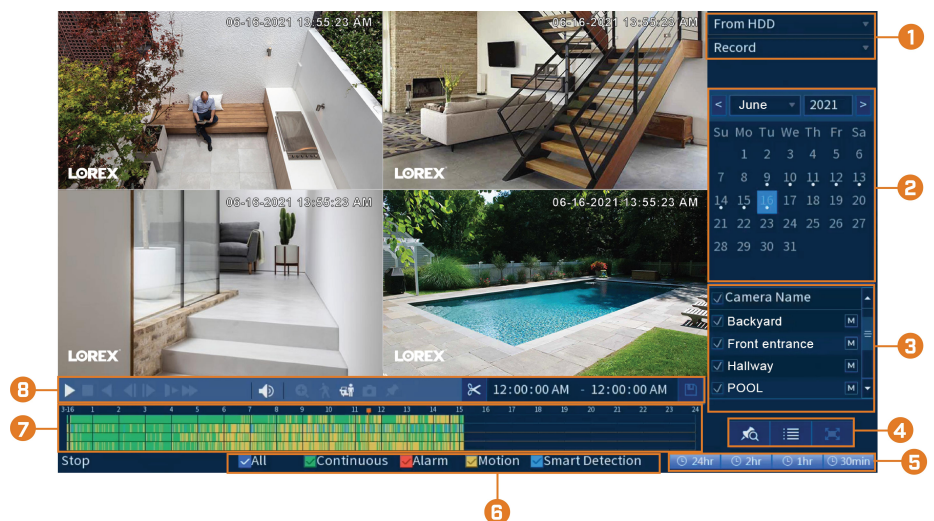 06-16-2021 13:55:23 AM
LOREX
06-16-2021 13:55:23 AM
LOREX
06-16-2021 13:55:23 AM
LOREX
06-16-2021 13:55:23 AM
LOREX
From HDD
Record
1
< June 2021 >
Su Mo Tu We Th Fr Sa
1 2 3 4 5 6
7 8 9 10 11 12 13
14 15 16 17 18 19 20
21 22 23 24 25 26 27
28 29 30 31
2
Camera Name
Backyard M
Front entrance M
Hallway M
POOL M
3
8
12:00:00 AM - 12:00:00 AM
4
7
3-16 1 2 3 4 5 6 7 8 9 10 11 12 13 14 15 16 17 18 19 20 21 22 23 24
Stop
All Continuous Alarm Motion Smart Detection
24hr 2hr 1hr 30min
5
6